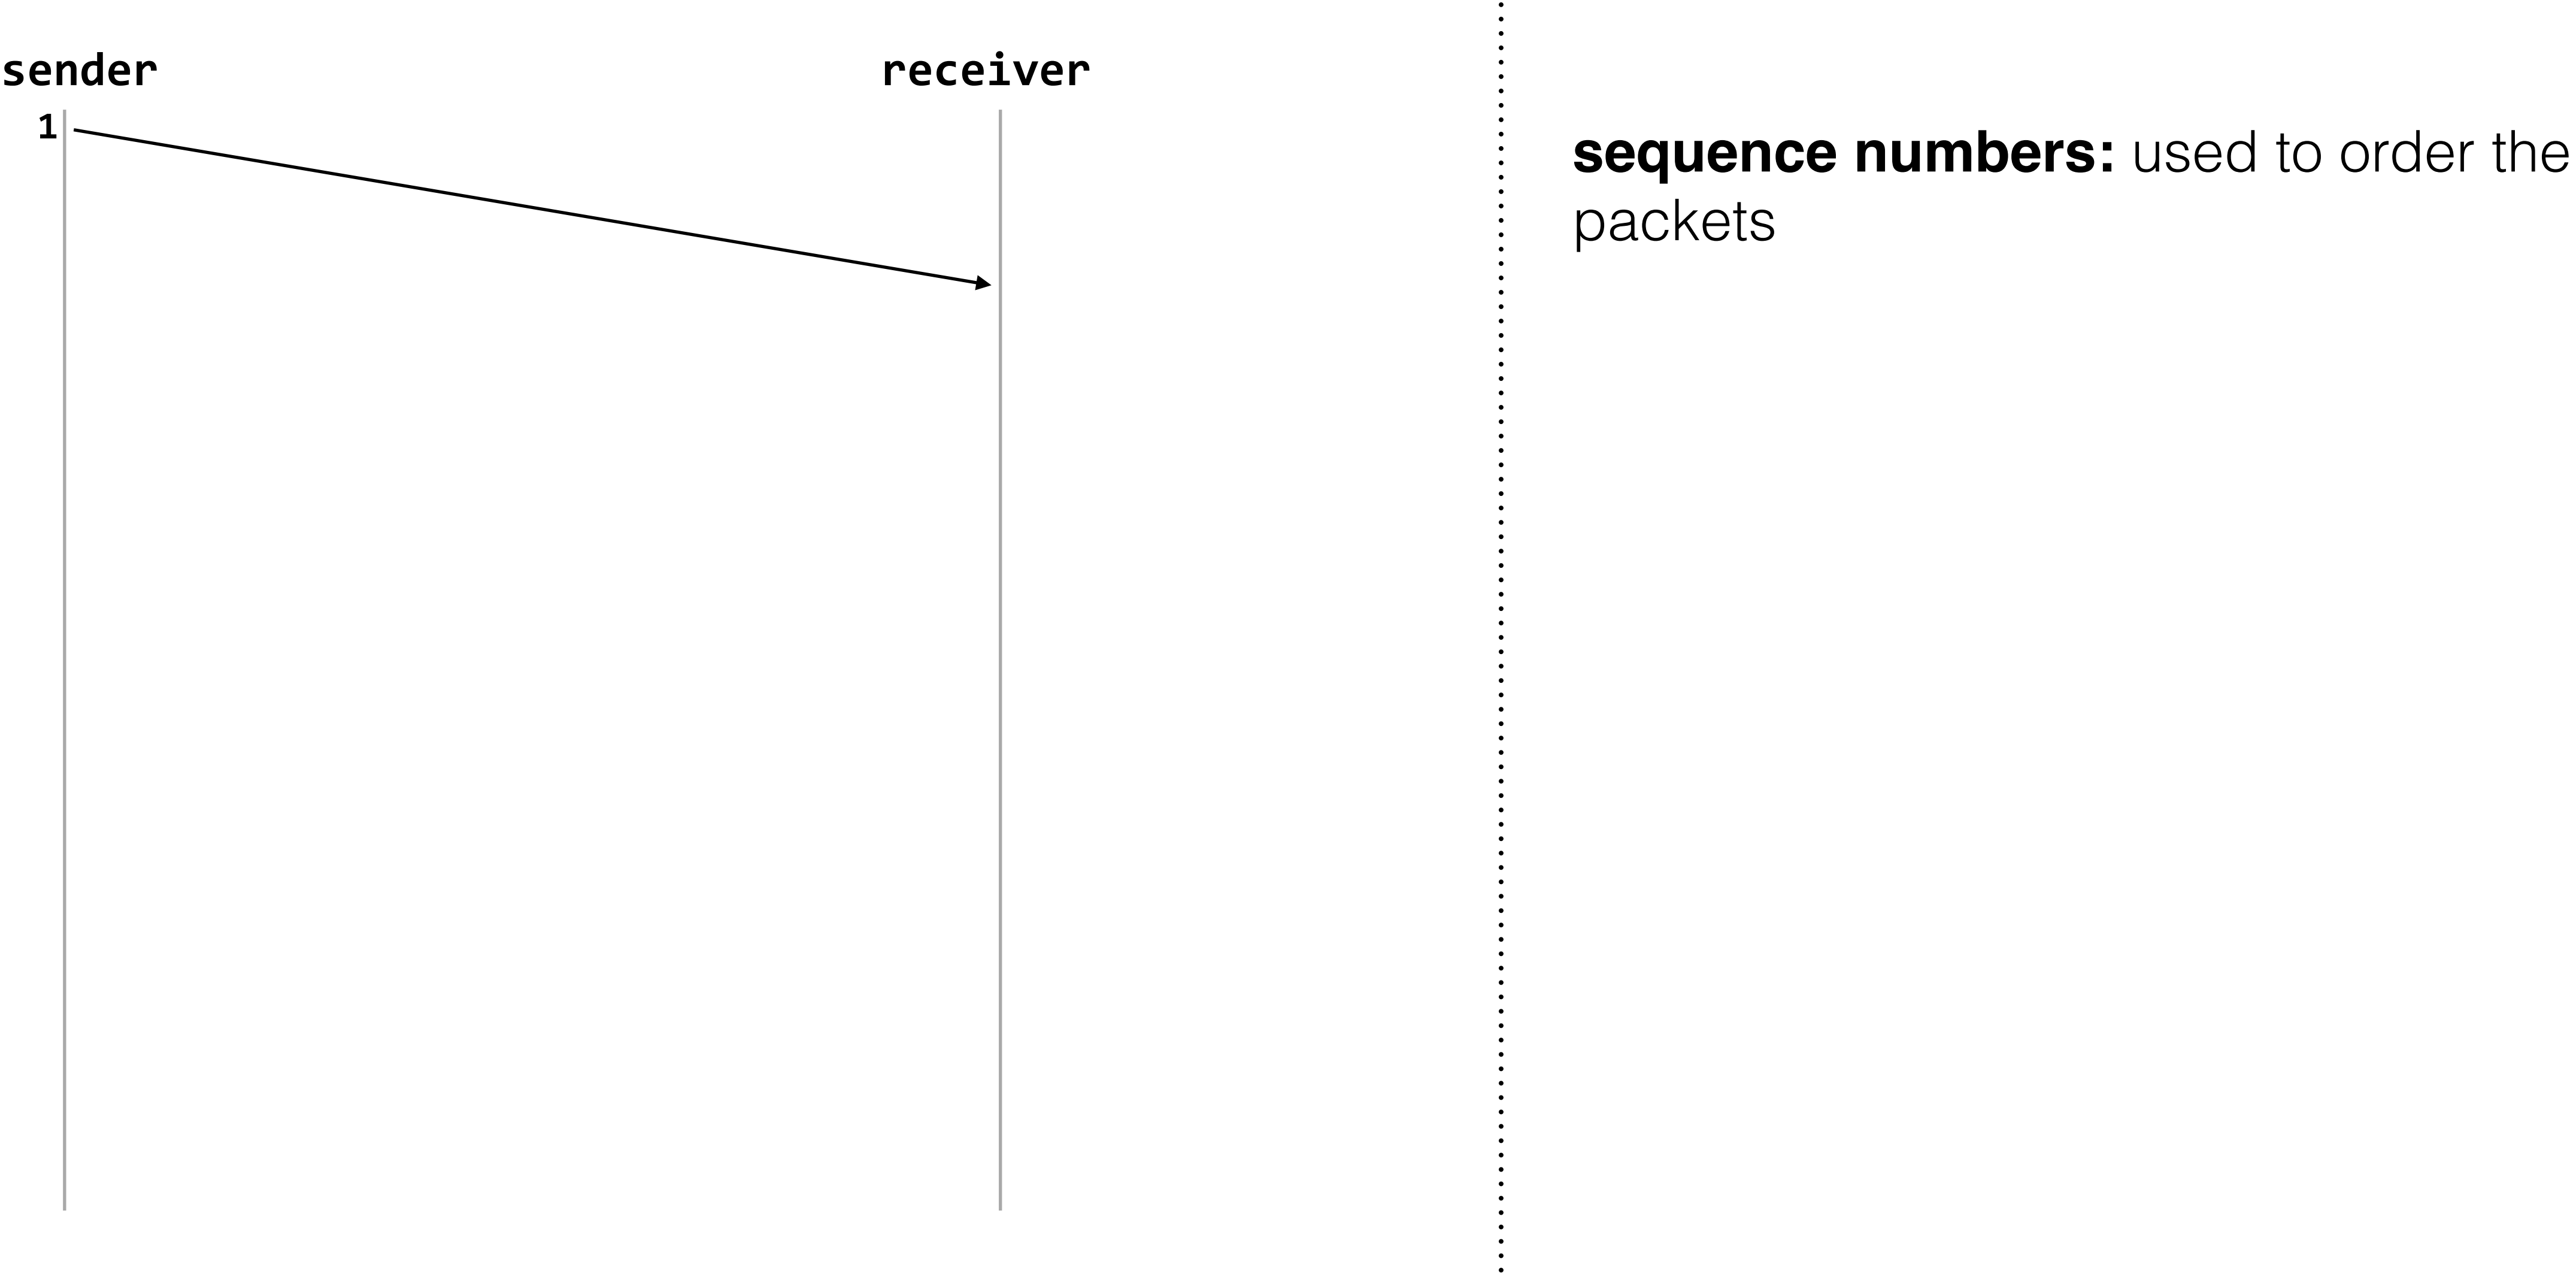 sender
receiver
1
sequence numbers: used to order the
packets